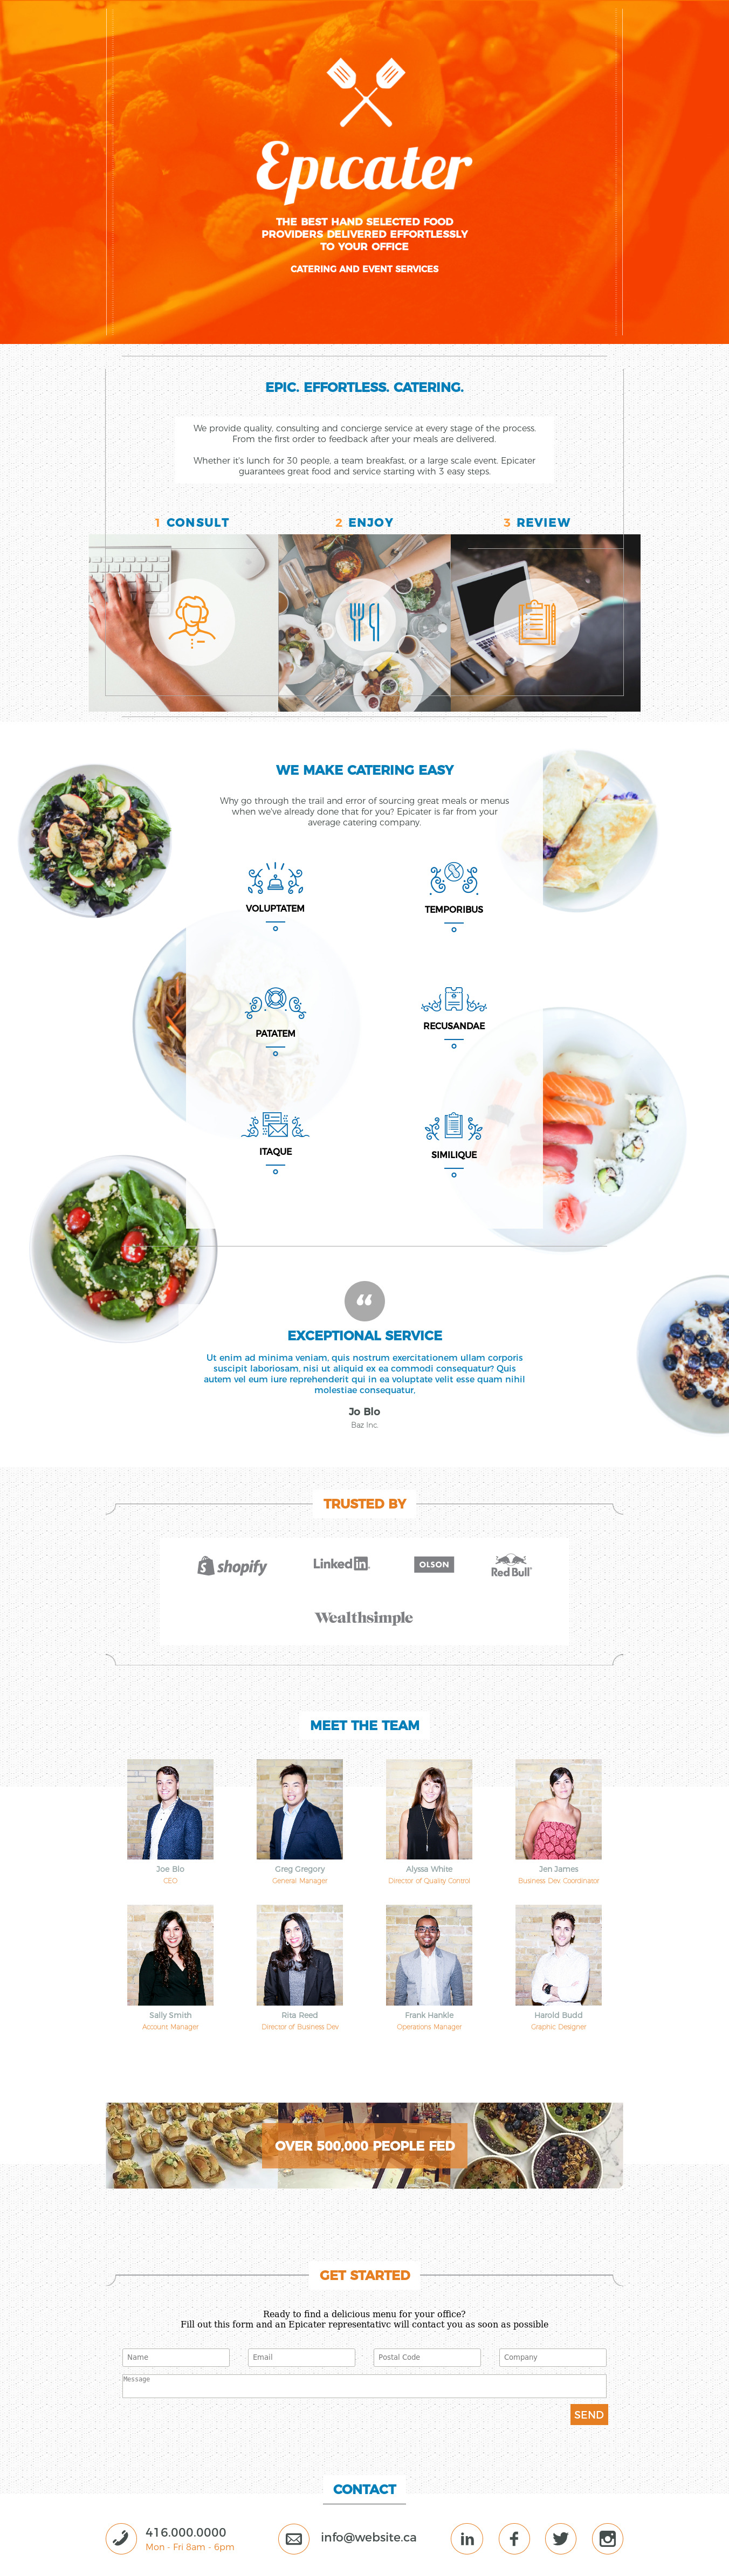 Epicater
THE BEST HAND SELECTED FOOD
PROVIDERS DELIVERED EFFORTLESSLY
TO YOUR OFFICE
CATERING AND EVENT SERVICES
EPIC. EFFORTLESS. CATERING.
We provide quality, consulting and concierge service at every stage of the process.
From the first order to feedback after your meals are delivered.
Whether it's lunch for 30 people, a team breakfast, or a large scale event. Epicater
guarantees great food and service starting with 3 easy steps.
1 CONSULT
2 ENJOY
3 REVIEW
WE MAKE CATERING EASY
Why go through the trail and error of sourcing great meals or menus
when we've already done that for you? Epicater is far from your
average catering company.
VOLUPTATEM
TEMPORIBUS
PATATEM
RECUSANDAE
ITAQUE
SIMILIQUE
EXCEPTIONAL SERVICE
Ut enim ad minima veniam, quis nostrum exercitationem ullam corporis
suscipit laboriosam, nisi ut aliquid ex ea commodi consequatur? Quis
autem vel eum iure reprehenderit qui in ea voluptate velit esse quam nihil
molestiae consequatur,
Jo Blo
Baz Inc.
TRUSTED BY
shopify
Linked in
OLSON
Red Bull
Wealthsimple
MEET THE TEAM
Joe Blo
CEO
Greg Gregory
General Manager
Alyssa White
Director of Quality Control
Jen James
Business Dev. Coordinator
Sally Smith
Account Manager
Rita Reed
Director of Business Dev.
Frank Hankle
Operations Manager
Harold Budd
Graphic Designer
OVER 500,000 PEOPLE FED
GET STARTED
Ready to find a delicious menu for your office?
Fill out this form and an Epicater representativc will contact you as soon as possible
Name
Email
Postal Code
Company
Message
SEND
CONTACT
416.000.0000
Mon - Fri 8am - 6pm
info@website.ca